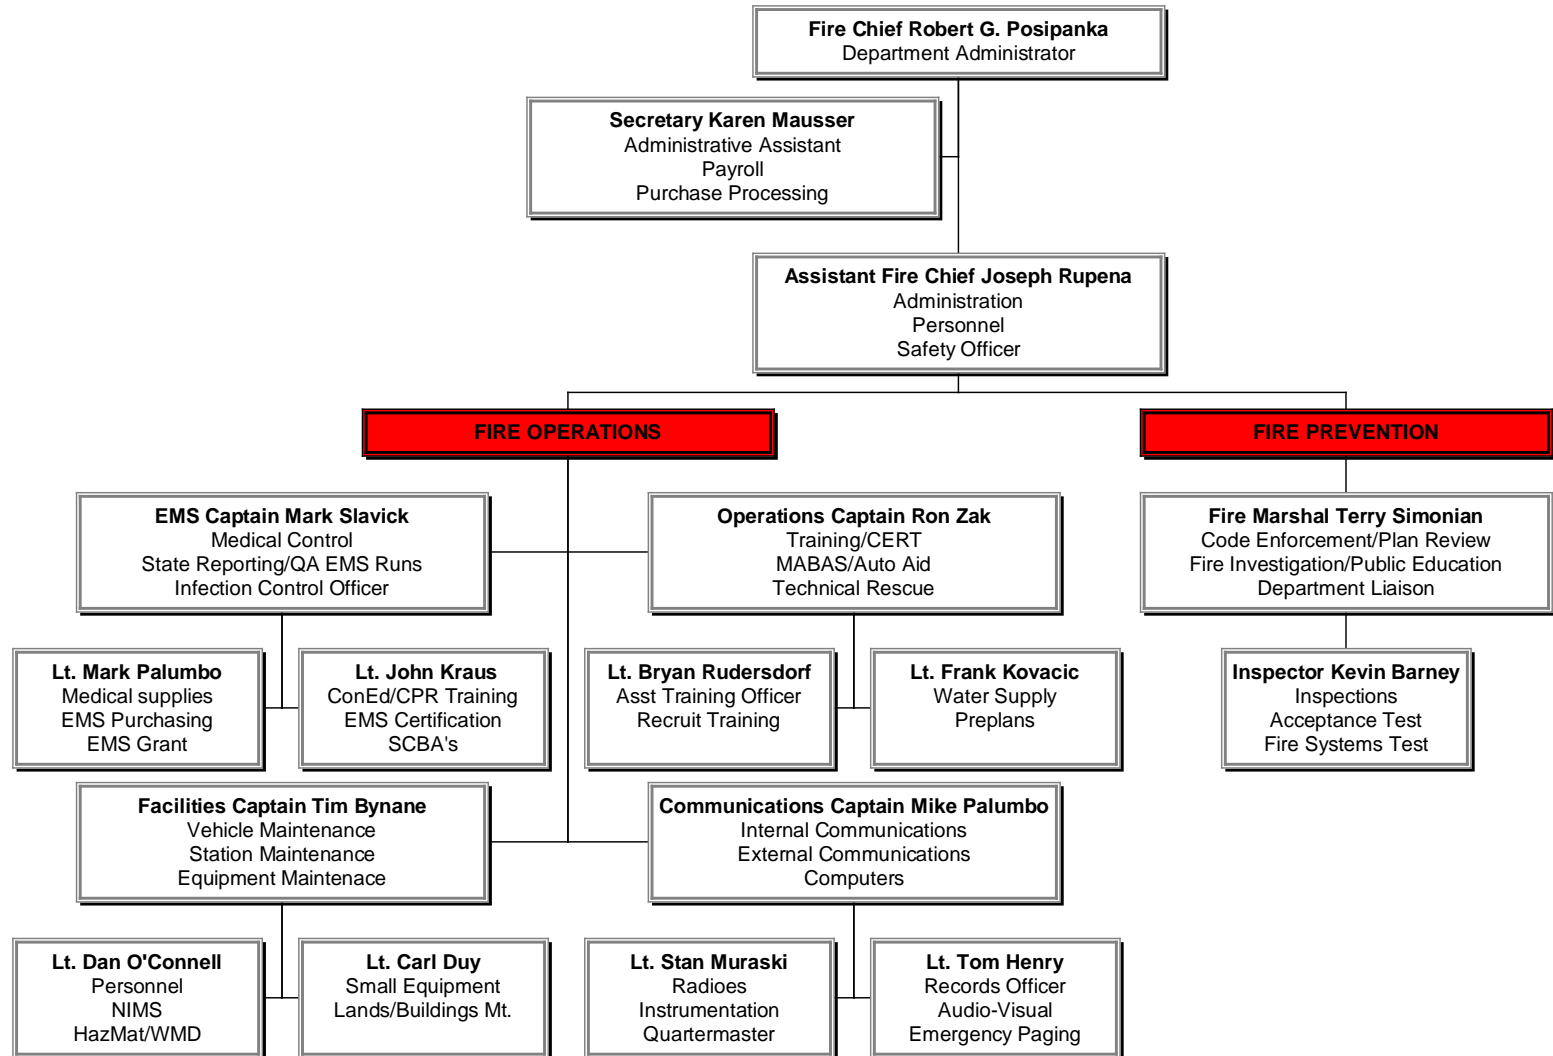 Fire Chief Robert G. Posipanka
Department Administrator
Secretary Karen Mausser
Administrative Assistant
Payroll
Purchase Processing
Assistant Fire Chief Joseph Rupena
Administration
Personnel
Safety Officer
FIRE OPERATIONS
FIRE PREVENTION
EMS Captain Mark Slavick
Medical Control
State Reporting/QA EMS Runs
Infection Control Officer
Operations Captain Ron Zak
Training/CERT
MABAS/Auto Aid
Technical Rescue
Fire Marshal Terry Simonian
Code Enforcement/Plan Review
Fire Investigation/Public Education
Department Liaison
Lt. Mark Palumbo
Medical supplies
EMS Purchasing
EMS Grant
Lt. John Kraus
ConEd/CPR Training
EMS Certification
SCBA's
Lt. Bryan Rudersdorf
Asst Training Officer
Recruit Training
Lt. Frank Kovacic
Water Supply
Preplans
Inspector Kevin Barney
Inspections
Acceptance Test
Fire Systems Test
Facilities Captain Tim Bynane
Vehicle Maintenance
Station Maintenance
Equipment Maintenace
Communications Captain Mike Palumbo
Internal Communications
External Communications
Computers
Lt. Dan O'Connell
Personnel
NIMS
HazMat/WMD
Lt. Carl Duy
Small Equipment
Lands/Buildings Mt.
Lt. Stan Muraski
Radioes
Instrumentation
Quartermaster
Lt. Tom Henry
Records Officer
Audio-Visual
Emergency Paging